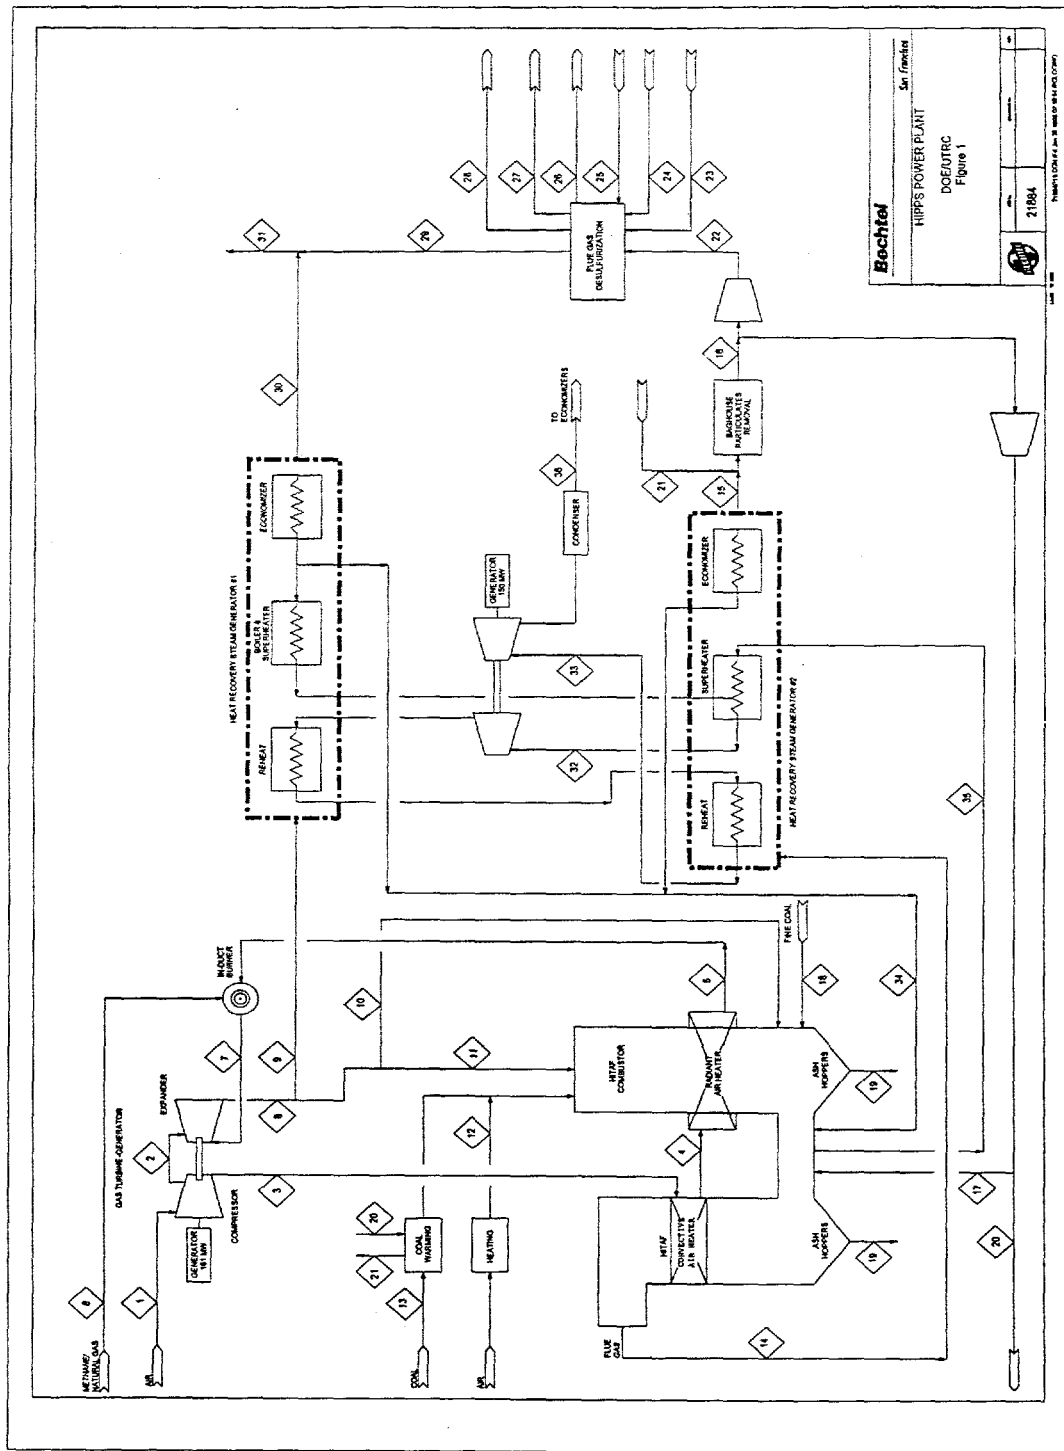 METHANE/
NATURAL GAS
8
AIR
1
GAS TURBINE-GENERATOR
GENERATOR
161 MW
COMPRESSOR
2
EXPANDER
3
7
9
8
IN-DUCT
BURNER
COAL
13
21
20
COAL
WARMING
AIR
HEATING
12
11
10
FLUE
GAS
14
HITAF
CONVECTIVE
AIR HEATER
4
HITAF
COMBUSTOR
RADIANT
AIR HEATER
5
ASH
HOPPERS
19
ASH
HOPPERS
19
FINE COAL
18
17
34
35
20
HEAT RECOVERY STEAM GENERATOR #1
REHEAT
BOILER &
SUPERHEATER
ECONOMIZER
30
31
29
32
33
GENERATOR
150 MW
CONDENSER
36
TO
ECONOMIZERS
HEAT RECOVERY STEAM GENERATOR #2
REHEAT
SUPERHEATER
ECONOMIZER
15
21
BAGHOUSE
PARTICULATES
REMOVAL
16
22
FLUE GAS
DESULFURIZATION
28
27
26
25
24
23
Bechtel
San Francisco
HIPPS POWER PLANT
DOE/UTRC
Figure 1
21884